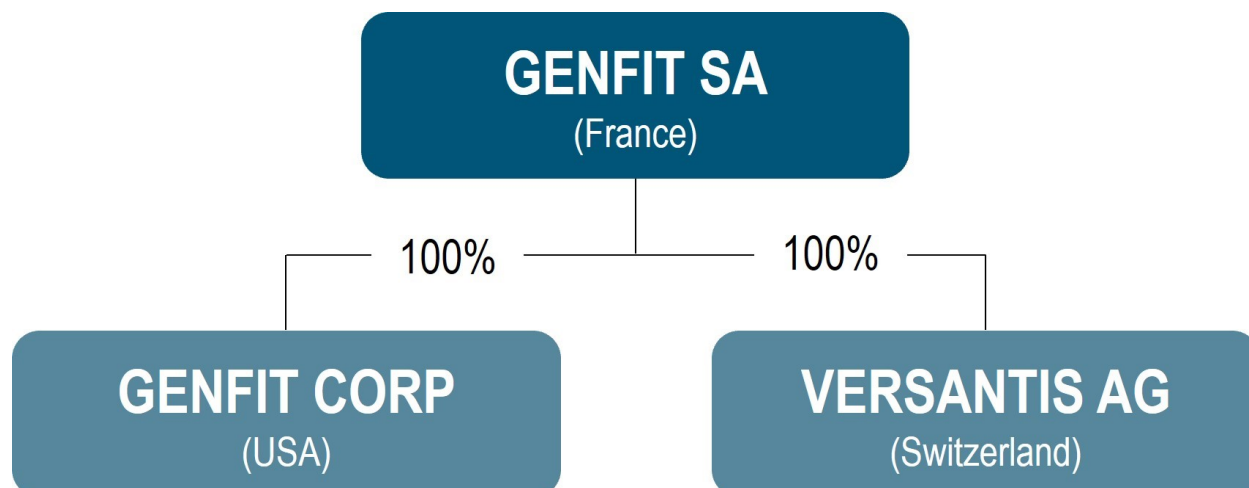 GENFIT SA
(France)
100%
100%
GENFIT CORP
(USA)
VERSANTIS AG
(Switzerland)